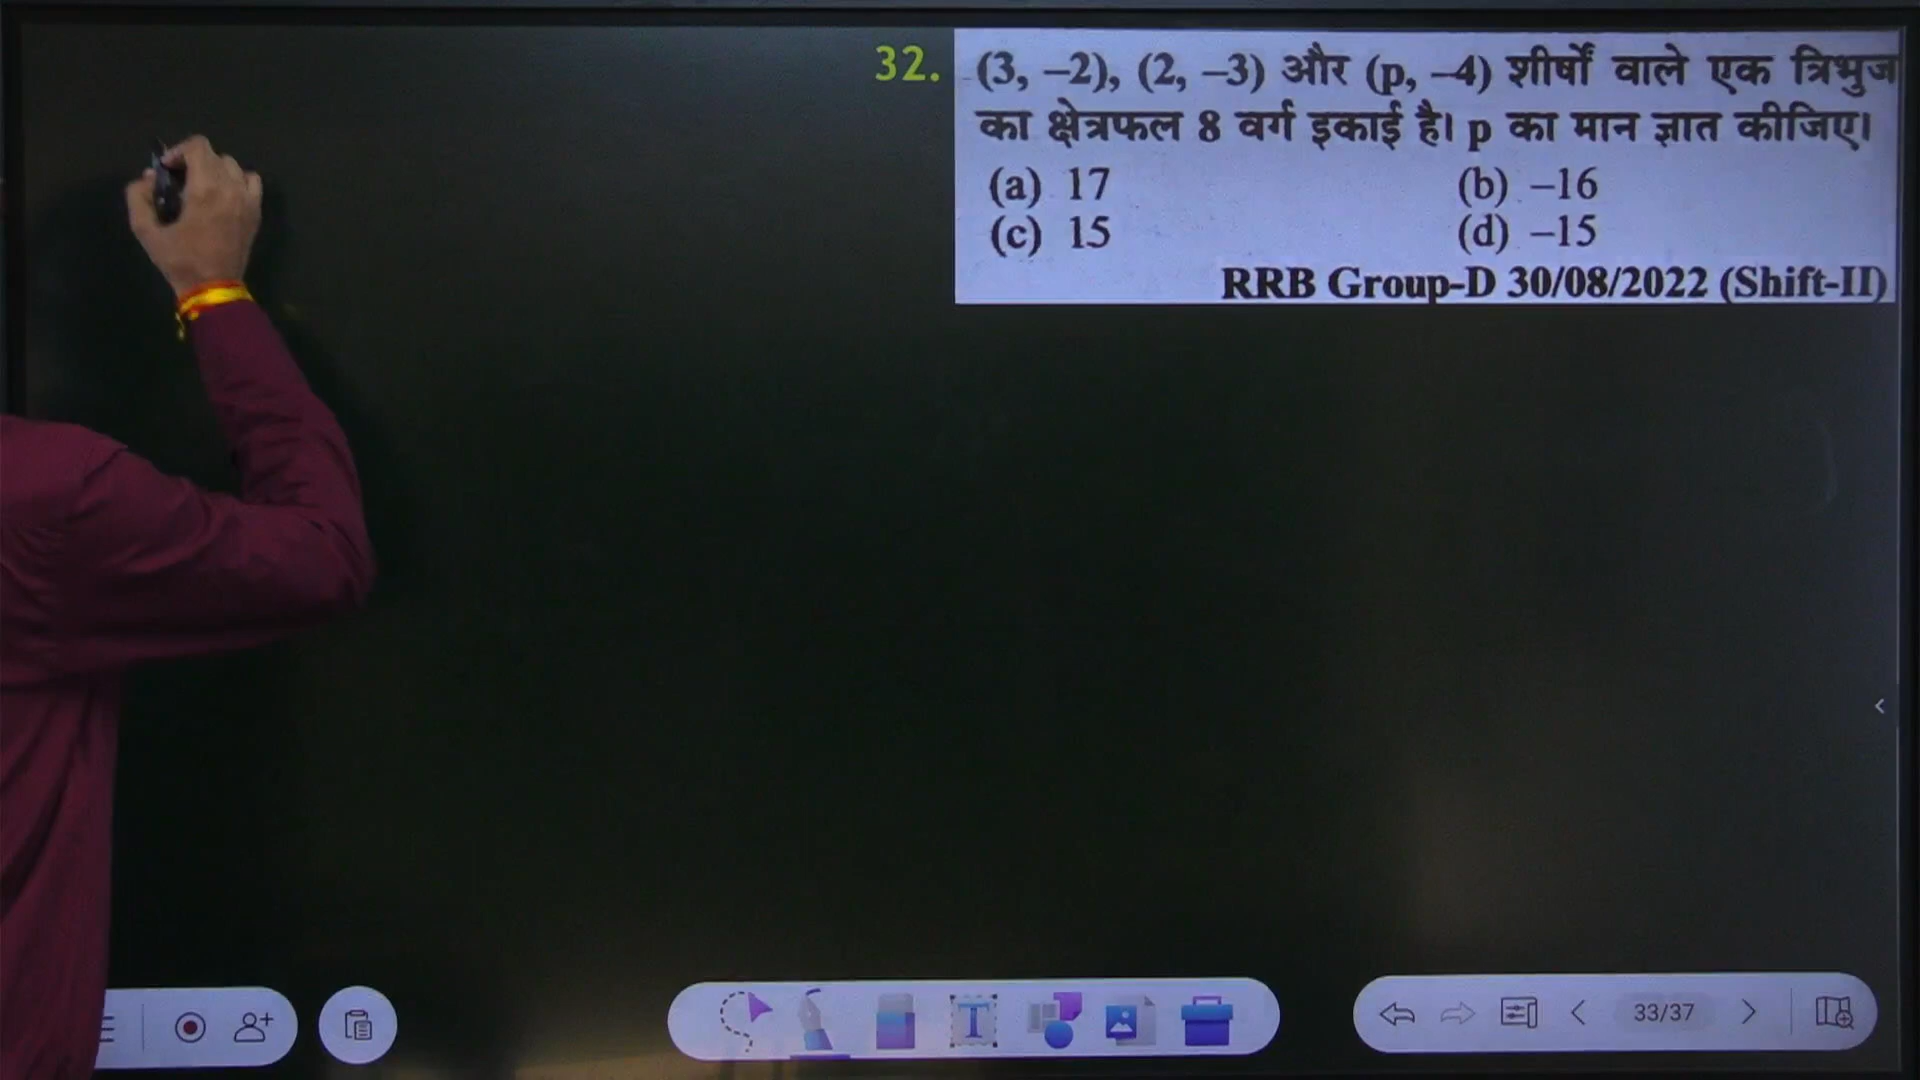 32. (3, –2), (2, –3) और (p, –4) शीर्षों वाले एक त्रिभुज
का क्षेत्रफल 8 वर्ग इकाई है। p का मान ज्ञात कीजिए।
(a) 17 (b) –16
(c) 15 (d) –15
RRB Group-D 30/08/2022 (Shift-II)
T
33/37